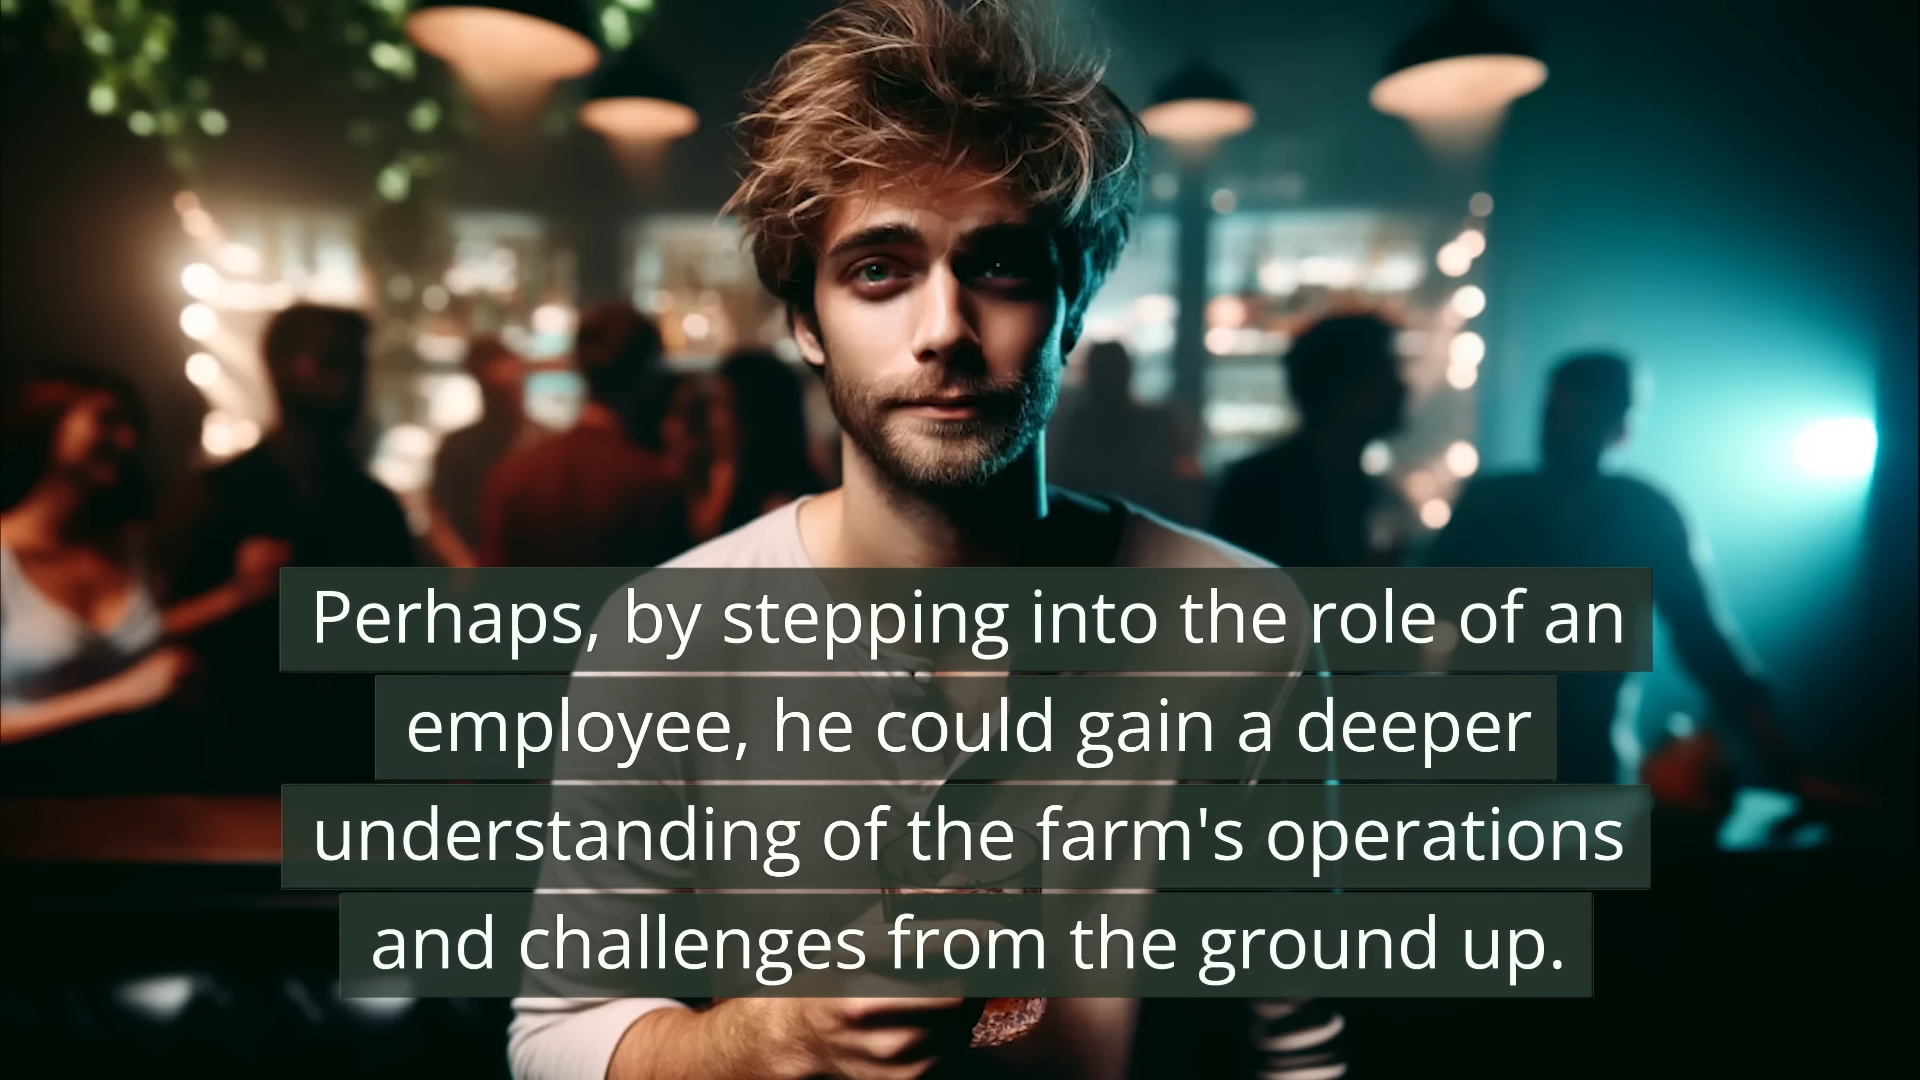 Perhaps, by stepping into the role of an
employee, he could gain a deeper
understanding of the farm's operations
and challenges from the ground up.